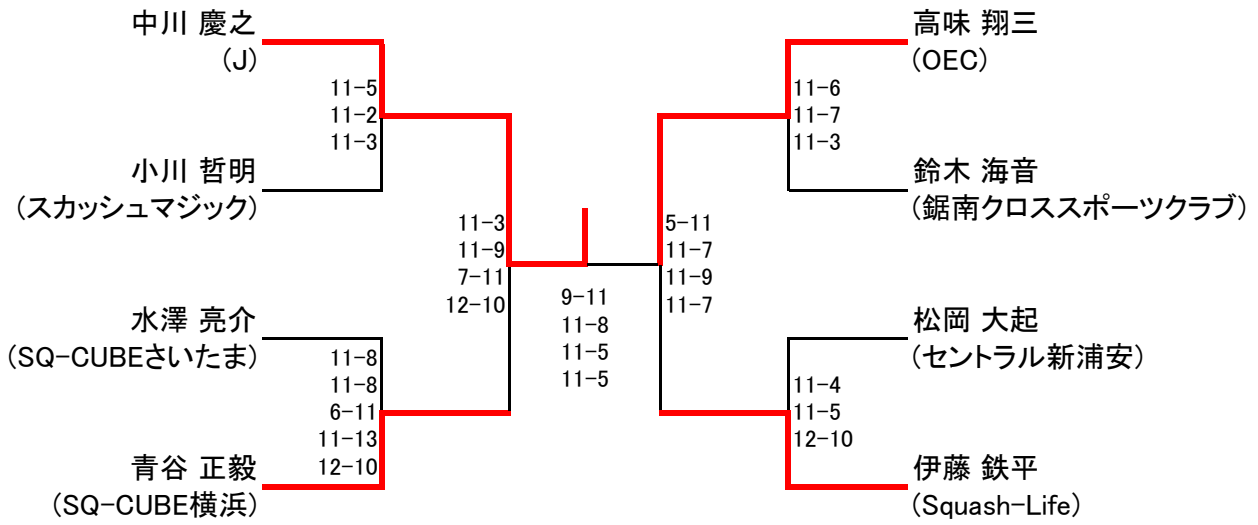 中川 慶之
(J)
11-5
11-2
11-3
小川 哲明
(スカッシュマジック)
11-3
11-9
7-11
12-10
水澤 亮介
(SQ-CUBEさいたま)
11-8
11-8
6-11
11-13
12-10
青谷 正毅
(SQ-CUBE横浜)
9-11
11-8
11-5
11-5
高味 翔三
(OEC)
11-6
11-7
11-3
鈴木 海音
(鋸南クロススポーツクラブ)
5-11
11-7
11-9
11-7
松岡 大起
(セントラル新浦安)
11-4
11-5
12-10
伊藤 鉄平
(Squash-Life)